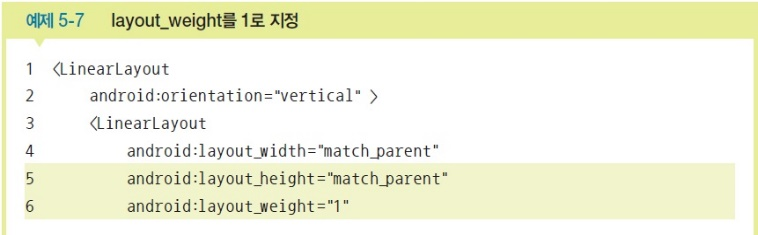 예제 5-7 layout_weight를 1로 지정
1 <LinearLayout
2 android:orientation="vertical" >
3 <LinearLayout
4 android:layout_width="match_parent"
5 android:layout_height="match_parent"
6 android:layout_weight="1"